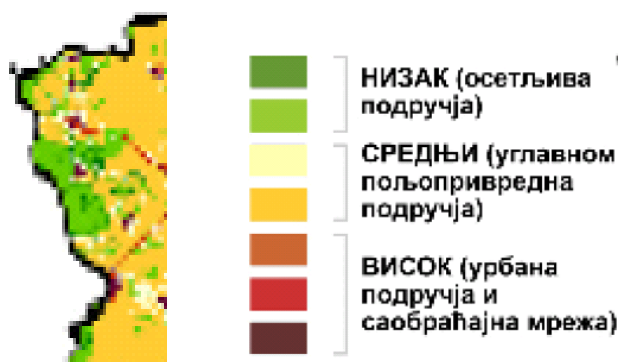 НИЗАК (осетљива
подручја)
СРЕДЊИ (углавном
пољопривредна
подручја)
ВИСОК (урбана
подручја и
саобраћајна мрежа)